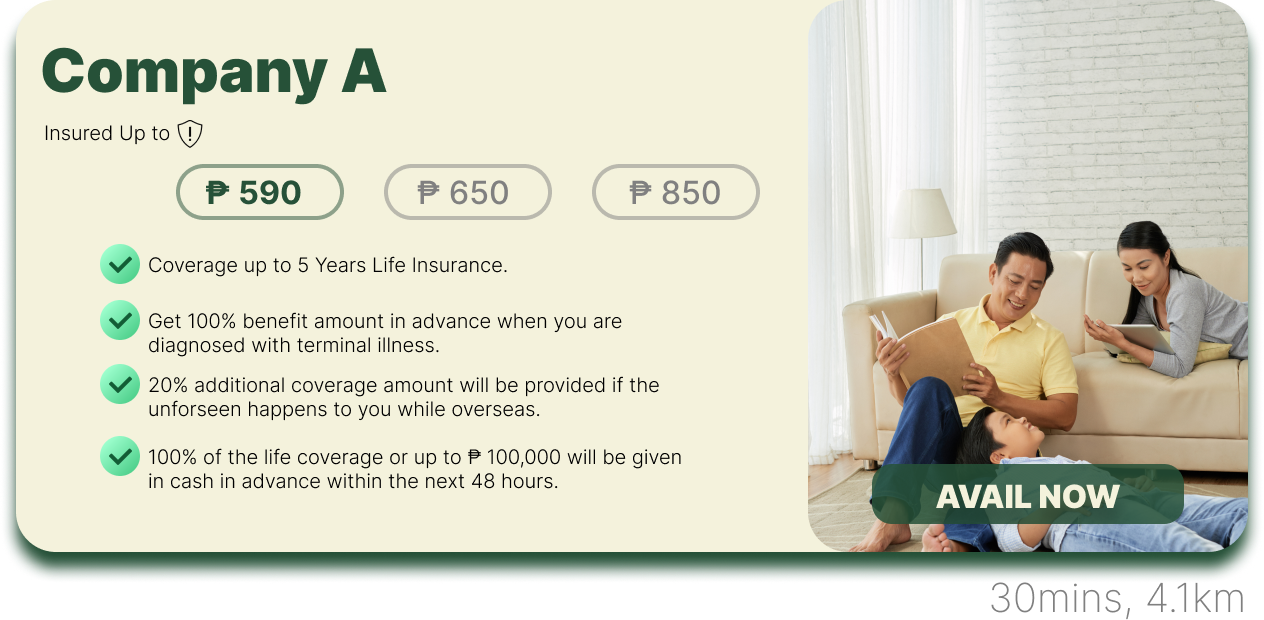 Company A
Insured Up to
₱ 590
₱ 650
₱ 850
Coverage up to 5 Years Life Insurance.
Get 100% benefit amount in advance when you are
diagnosed with terminal illness.
20% additional coverage amount will be provided if the
unforseen happens to you while overseas.
100% of the life coverage or up to ₱ 100,000 will be given
in cash in advance within the next 48 hours.
AVAIL NOW
30mins, 4.1km